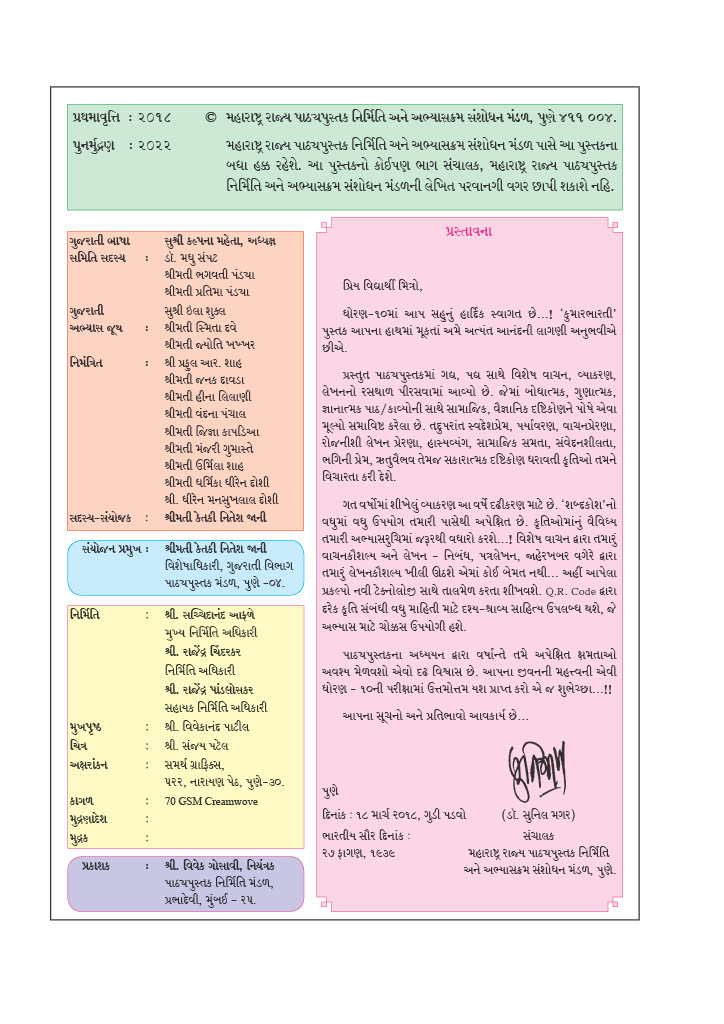 પ્રથમાવૃત્તિ : ૨૦૧૮ © મહારાષ્ટ્ર રાજ્ય પાઠ્યપુસ્તક નિર્મિતિ અને અભ્યાસક્રમ સંશોધન મંડળ, પુણે ૪૧૧ ૦૦૪.
પુનર્મુદ્રણ : ૨૦૨૨ મહારાષ્ટ્ર રાજ્ય પાઠ્યપુસ્તક નિર્મિતિ અને અભ્યાસક્રમ સંશોધન મંડળ પાસે આ પુસ્તકના
બધા હક્ક રહેશે. આ પુસ્તકનો કોઈપણ ભાગ સંચાલક, મહારાષ્ટ્ર રાજ્ય પાઠ્યપુસ્તક
નિર્મિતિ અને અભ્યાસક્રમ સંશોધન મંડળની લેખિત પરવાનગી વગર છાપી શકાશે નહિ.
ગુજરાતી ભાષા સુશ્રી કલ્પના મહેતા, અધ્યક્ષ
સમિતિ સદસ્ય : ડૉ. મધુ સંપટ
શ્રીમતી ભગવતી પંડ્યા
શ્રીમતી પ્રતિમા પંડ્યા
ગુજરાતી સુશ્રી ઇલા શુક્લ
અભ્યાસ જૂથ : શ્રીમતી સ્મિતા દવે
શ્રીમતી જ્યોતિ ખખ્ખર
નિમંત્રિત : શ્રી પ્રફુલ આર. શાહ
શ્રીમતી જનક દાવડા
શ્રીમતી હીના લિલાણી
શ્રીમતી વંદના પંચાલ
શ્રીમતી જિજ્ઞા કાપડિઆ
શ્રીમતી મંજરી ગુમાસ્તે
શ્રીમતી ઉર્મિલા શાહ
શ્રીમતી ધર્મિકા ધીરેન દોશી
શ્રી. ધીરેન મનસુખલાલ દોશી
સદસ્ય-સંયોજક : શ્રીમતી કેતકી નિતેશ જાની
સંયોજન પ્રમુખ : શ્રીમતી કેતકી નિતેશ જાની
વિશેષાધિકારી, ગુજરાતી વિભાગ
પાઠ્યપુસ્તક મંડળ, પુણે -૦૪.
નિર્મિતિ : શ્રી. સચ્ચિદાનંદ આફળે
મુખ્ય નિર્મિતિ અધિકારી
શ્રી. રાજેંદ્ર ચિંદરકર
નિર્મિતિ અધિકારી
શ્રી. રાજેંદ્ર પાંડલોસકર
સહાયક નિર્મિતિ અધિકારી
મુખપૃષ્ઠ : શ્રી. વિવેકાનંદ પાટીલ
ચિત્ર : શ્રી. સંજય પટેલ
અક્ષરાંકન : સમર્થ ગ્રાફિક્સ,
૫૨૨, નારાયણ પેઠ, પુણે-૩૦.
કાગળ : 70 GSM Creamwove
મુદ્રણાદેશ :
મુદ્રક :
પ્રકાશક : શ્રી. વિવેક ગોસાવી, નિયંત્રક
પાઠ્યપુસ્તક નિર્મિતિ મંડળ,
પ્રભાદેવી, મુંબઈ - ૨૫.
પ્રસ્તાવના
પ્રિય વિદ્યાર્થી મિત્રો,
ધોરણ-૧૦માં આપ સહુનું હાર્દિક સ્વાગત છે...! ‘કુમારભારતી’
પુસ્તક આપના હાથમાં મૂકતાં અમે અત્યંત આનંદની લાગણી અનુભવીએ
છીએ.
પ્રસ્તુત પાઠ્યપુસ્તકમાં ગદ્ય, પદ્ય સાથે વિશેષ વાચન, વ્યાકરણ,
લેખનનો રસથાળ પીરસવામાં આવ્યો છે. જેમાં બોધાત્મક, ગુણાત્મક,
જ્ઞાનાત્મક પાઠ/કાવ્યોની સાથે સામાજિક, વૈજ્ઞાનિક દષ્ટિકોણને પોષે એવા
મૂલ્યો સમાવિષ્ટ કરેલા છે. તદુપરાંત સ્વદેશપ્રેમ, પર્યાવરણ, વાચનપ્રેરણા,
રોજનીશી લેખન પ્રેરણા, હાસ્યવ્યંગ, સામાજિક સમતા, સંવેદનશીલતા,
ભગિની પ્રેમ, ઋતુવૈભવ તેમજ સકારાત્મક દષ્ટિકોણ ધરાવતી કૃતિઓ તમને
વિચારતા કરી દેશે.
ગત વર્ષોમાં શીખેલું વ્યાકરણ આ વર્ષે દઢીકરણ માટે છે. ‘શબ્દકોશ’નો
વધુમાં વધુ ઉપયોગ તમારી પાસેથી અપેક્ષિત છે. કૃતિઓમાંનું વૈવિધ્ય
તમારી અભ્યાસરુચિમાં જરૂરથી વધારો કરશે...! વિશેષ વાચન દ્વારા તમારું
વાચનકૌશલ્ય અને લેખન - નિબંધ, પત્રલેખન, જાહેરખબર વગેરે દ્વારા
તમારું લેખનકૌશલ્ય ખીલી ઊઠશે એમાં કોઈ બેમત નથી... અહીં આપેલા
પ્રકલ્પો નવી ટેક્નોલોજી સાથે તાલમેળ કરતા શીખવશે. Q.R. Code દ્વારા
દરેક કૃતિ સંબંધી વધુ માહિતી માટે દશ્ય-શ્રાવ્ય સાહિત્ય ઉપલબ્ધ થશે, જે
અભ્યાસ માટે ચોક્કસ ઉપયોગી હશે.
પાઠ્યપુસ્તકના અધ્યયન દ્વારા વર્ષાન્તે તમે અપેક્ષિત ક્ષમતાઓ
અવશ્ય મેળવશો એવો દઢ વિશ્વાસ છે. આપના જીવનની મહત્ત્વની એવી
ધોરણ - ૧૦ની પરીક્ષામાં ઉત્તમોત્તમ યશ પ્રાપ્ત કરો એ જ શુભેચ્છા...!!
આપના સૂચનો અને પ્રતિભાવો આવકાર્ય છે...
પુણે
દિનાંક : ૧૮ માર્ચ ૨૦૧૮, ગુડી પડવો (ડૉ. સુનિલ મગર)
ભારતીય સૌર દિનાંક : સંચાલક
૨૭ ફાગણ, ૧૯૩૯ મહારાષ્ટ્ર રાજ્ય પાઠ્યપુસ્તક નિર્મિતિ
અને અભ્યાસક્રમ સંશોધન મંડળ, પુણે.